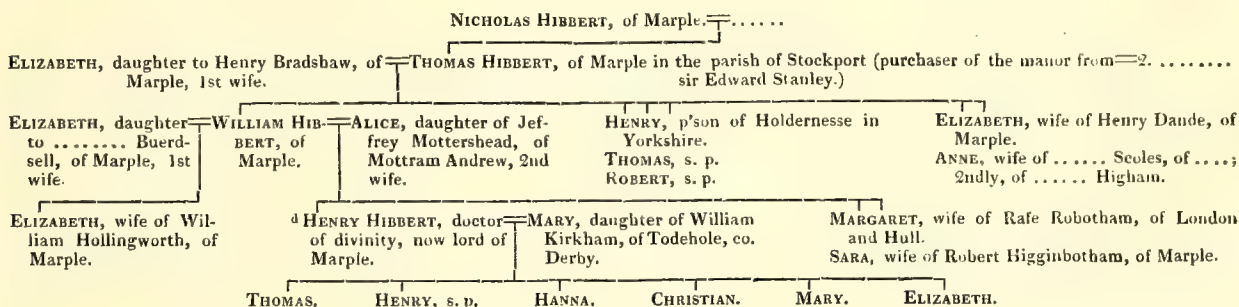 NICHOLAS HIBBERT, of Marple.......
ELIZABETH, daughter to Henry Bradshaw, of Marple, 1st wife.
THOMAS HIBBERT, of Marple in the parish of Stockport (purchaser of the manor from sir Edward Stanley.)
2. ........
ELIZABETH, daughter
to ........ Buerd-
sell, of Marple, 1st
wife.
WILLIAM HIB-
BERT, of
Marple.
ALICE, daughter of Jef-
frey Mottershead, of
Mottram Andrew, 2nd
wife.
HENRY, p'son of Holdernesse in
Yorkshire.
THOMAS, s. p.
ROBERT, s. p.
ELIZABETH, wife of Henry Dande, of
Marple.
ANNE, wife of ...... Scoles, of ....;
2ndly, of ...... Higham.
ELIZABETH, wife of Wil-
liam Hollingworth, of
Marple.
d HENRY HIBBERT, doctor
of divinity, now lord of
Marple.
MARY, daughter of William
Kirkham, of Todehole, co.
Derby.
MARGARET, wife of Rafe Robotham, of London
and Hull.
SARA, wife of Robert Higginbotham, of Marple.
THOMAS. HENRY, s. p. HANNA. CHRISTIAN. MARY. ELIZABETH.